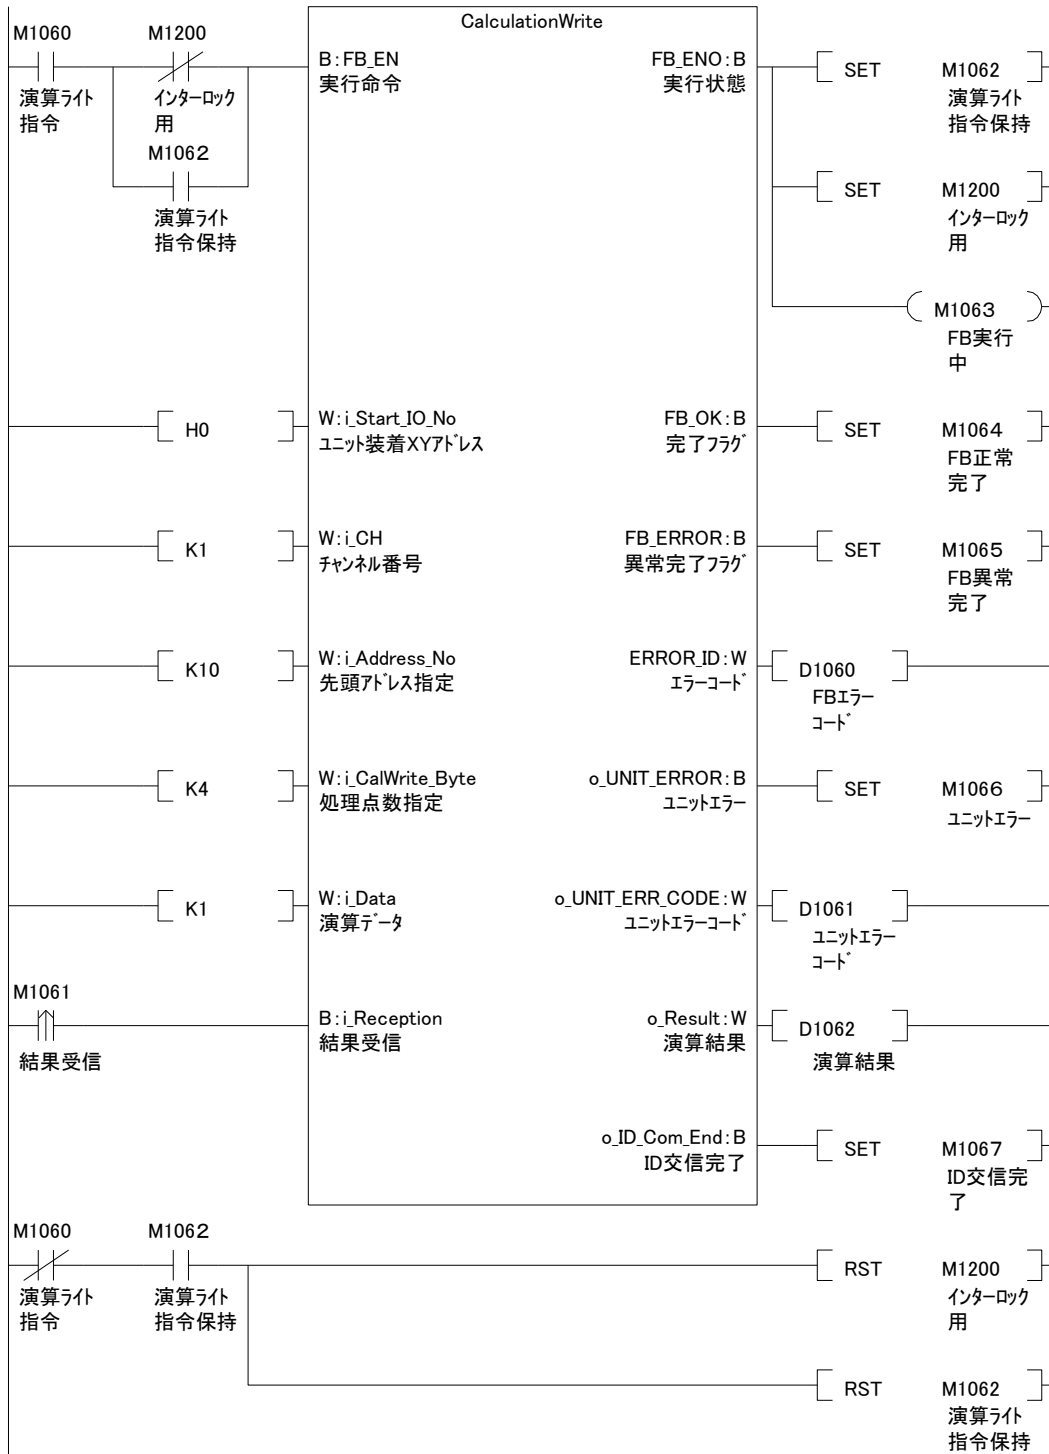 CalculationWrite
M1060 M1200
B:FB_EN FB_ENO:B SET M1062
実行命令 実行状態
演算ライト インターロック 演算ライト
指令 用 指令保持
M1062
SET M1200
演算ライト インターロック
指令保持 用
M1063
FB実行
中
H0 W:i_Start_IO_No FB_OK:B SET M1064
ユニット装着XYアドレス 完了フラグ FB正常
完了
K1 W:i_CH FB_ERROR:B SET M1065
チャンネル番号 異常完了フラグ FB異常
完了
K10 W:i_Address_No ERROR_ID:W D1060
先頭アドレス指定 エラーコード FBエラー
コード
K4 W:i_CalWrite_Byte o_UNIT_ERROR:B SET M1066
処理点数指定 ユニットエラー ユニットエラー
K1 W:i_Data o_UNIT_ERR_CODE:W D1061
演算データ ユニットエラーコード ユニットエラー
コード
M1061
B:i_Reception o_Result:W D1062
結果受信 結果受信 演算結果 演算結果
o_ID_Com_End:B SET M1067
ID交信完了 ID交信完
了
M1060 M1062
RST M1200
演算ライト 演算ライト インターロック
指令 指令保持 用
RST M1062
演算ライト
指令保持